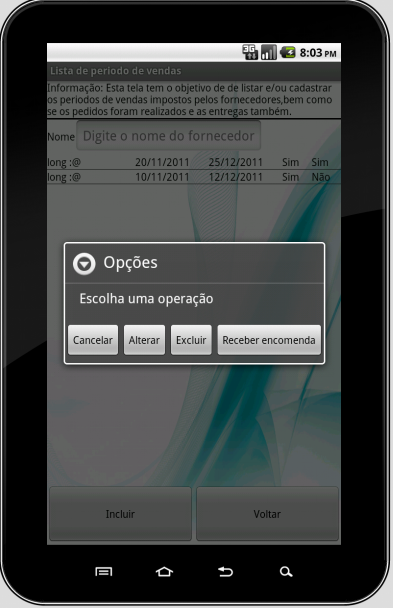 3G 8:03 PM
Lista de periodo de vendas
Informação: Esta tela tem o objetivo de de listar e/ou cadastrar
os periodos de vendas impostos pelos fornecedores,bem como
se os pedidos foram realizados e as entregas também.
Nome Digite o nome do fornecedor
long :@ 20/11/2011 25/12/2011 Sim Sim
long :@ 10/11/2011 12/12/2011 Sim Não
Opções
Escolha uma operação
Cancelar Alterar Excluir Receber encomenda
Incluir Voltar